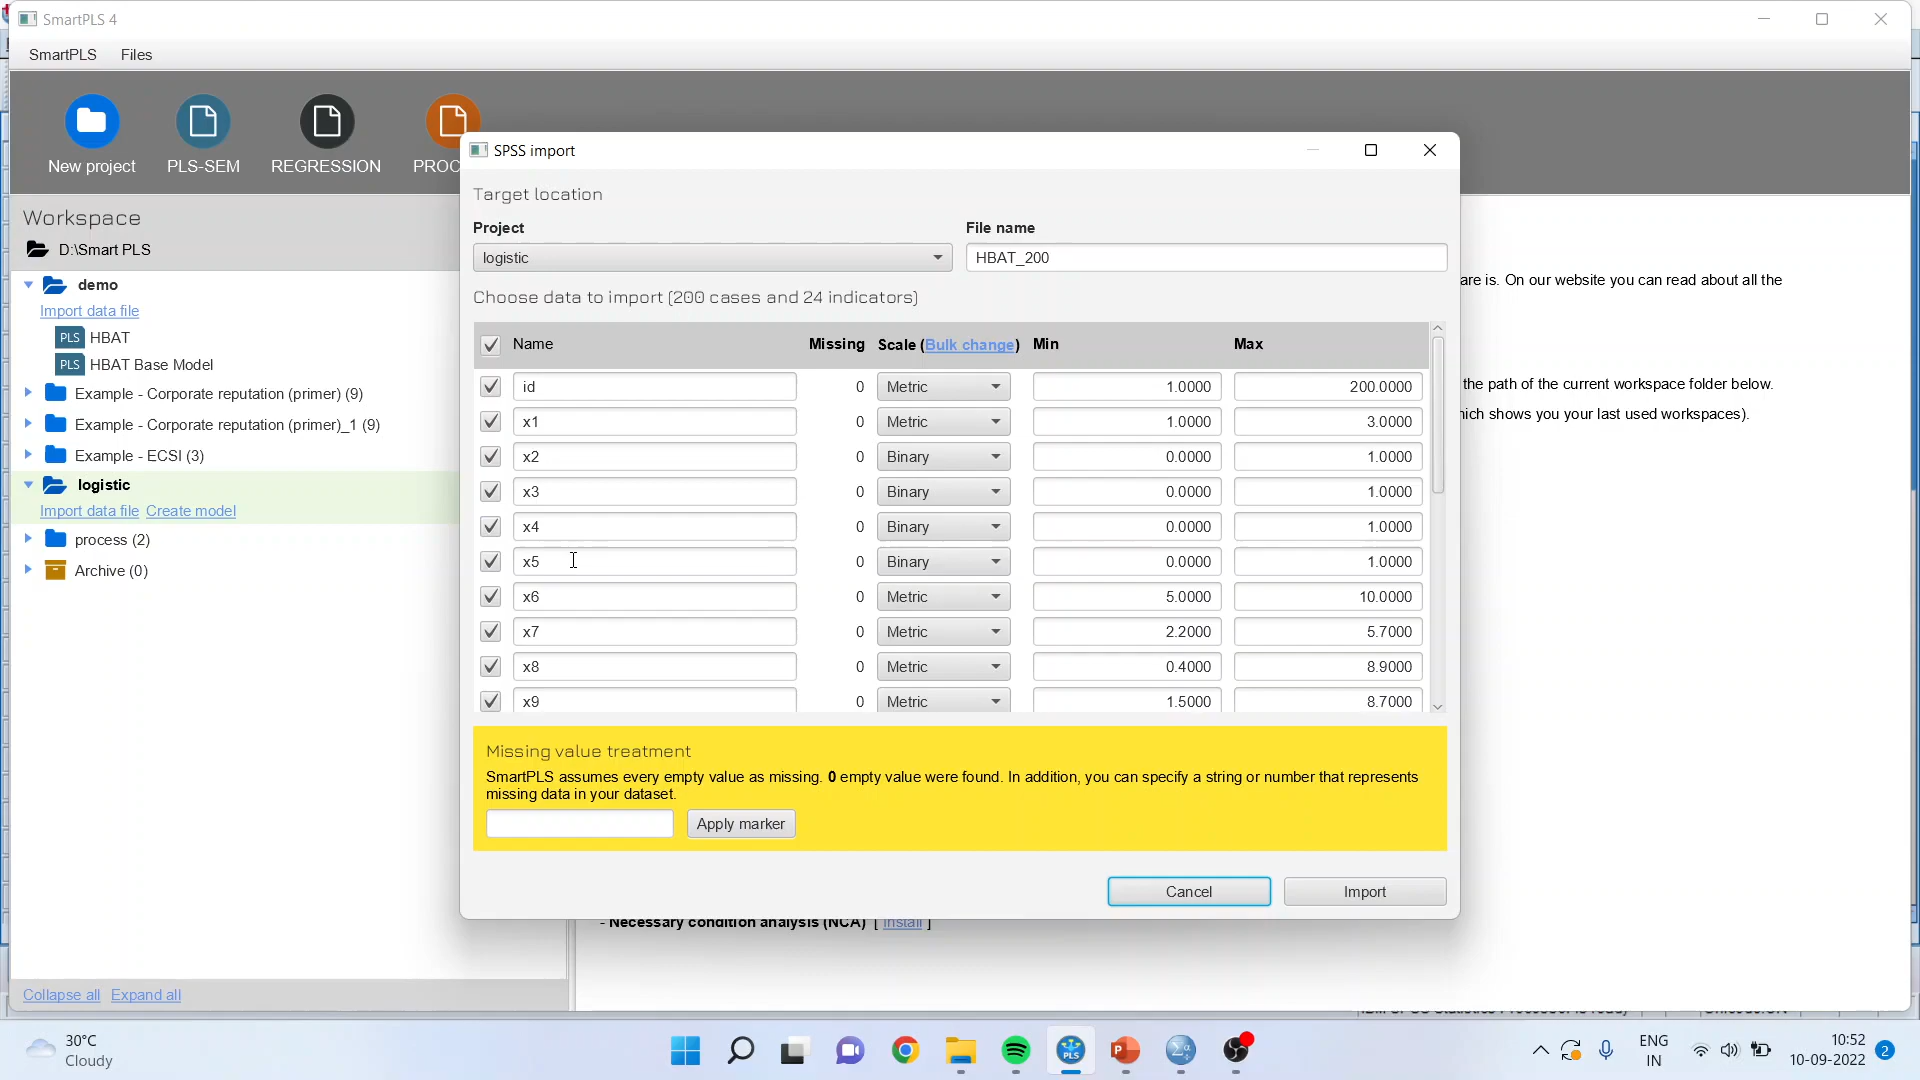 SmartPLS 4
SmartPLS Files
New project
PLS-SEM
REGRESSION
PROC
Workspace
D:\Smart PLS
demo
Import data file
PLS HBAT
PLS HBAT Base Model
Example - Corporate reputation (primer) (9)
Example - Corporate reputation (primer)_1 (9)
Example - ECSI (3)
logistic
Import data file Create model
process (2)
Archive (0)
Collapse all Expand all
are is. On our website you can read about all the
the path of the current workspace folder below.
hich shows you your last used workspaces).
SPSS import
Target location
Project File name
logistic HBAT_200
Choose data to import (200 cases and 24 indicators)
Name Missing Scale (Bulk change) Min Max
id 0 Metric 1.0000 200.0000
x1 0 Metric 1.0000 3.0000
x2 0 Binary 0.0000 1.0000
x3 0 Binary 0.0000 1.0000
x4 0 Binary 0.0000 1.0000
x5 0 Binary 0.0000 1.0000
x6 0 Metric 5.0000 10.0000
x7 0 Metric 2.2000 5.7000
x8 0 Metric 0.4000 8.9000
x9 0 Metric 1.5000 8.7000
Missing value treatment
SmartPLS assumes every empty value as missing. 0 empty value were found. In addition, you can specify a string or number that represents
missing data in your dataset.
Apply marker
Cancel Import
- Necessary condition analysis (NCA) [ Install ]
30°C
Cloudy
PLS
ENG
IN
10:52
10-09-2022
2